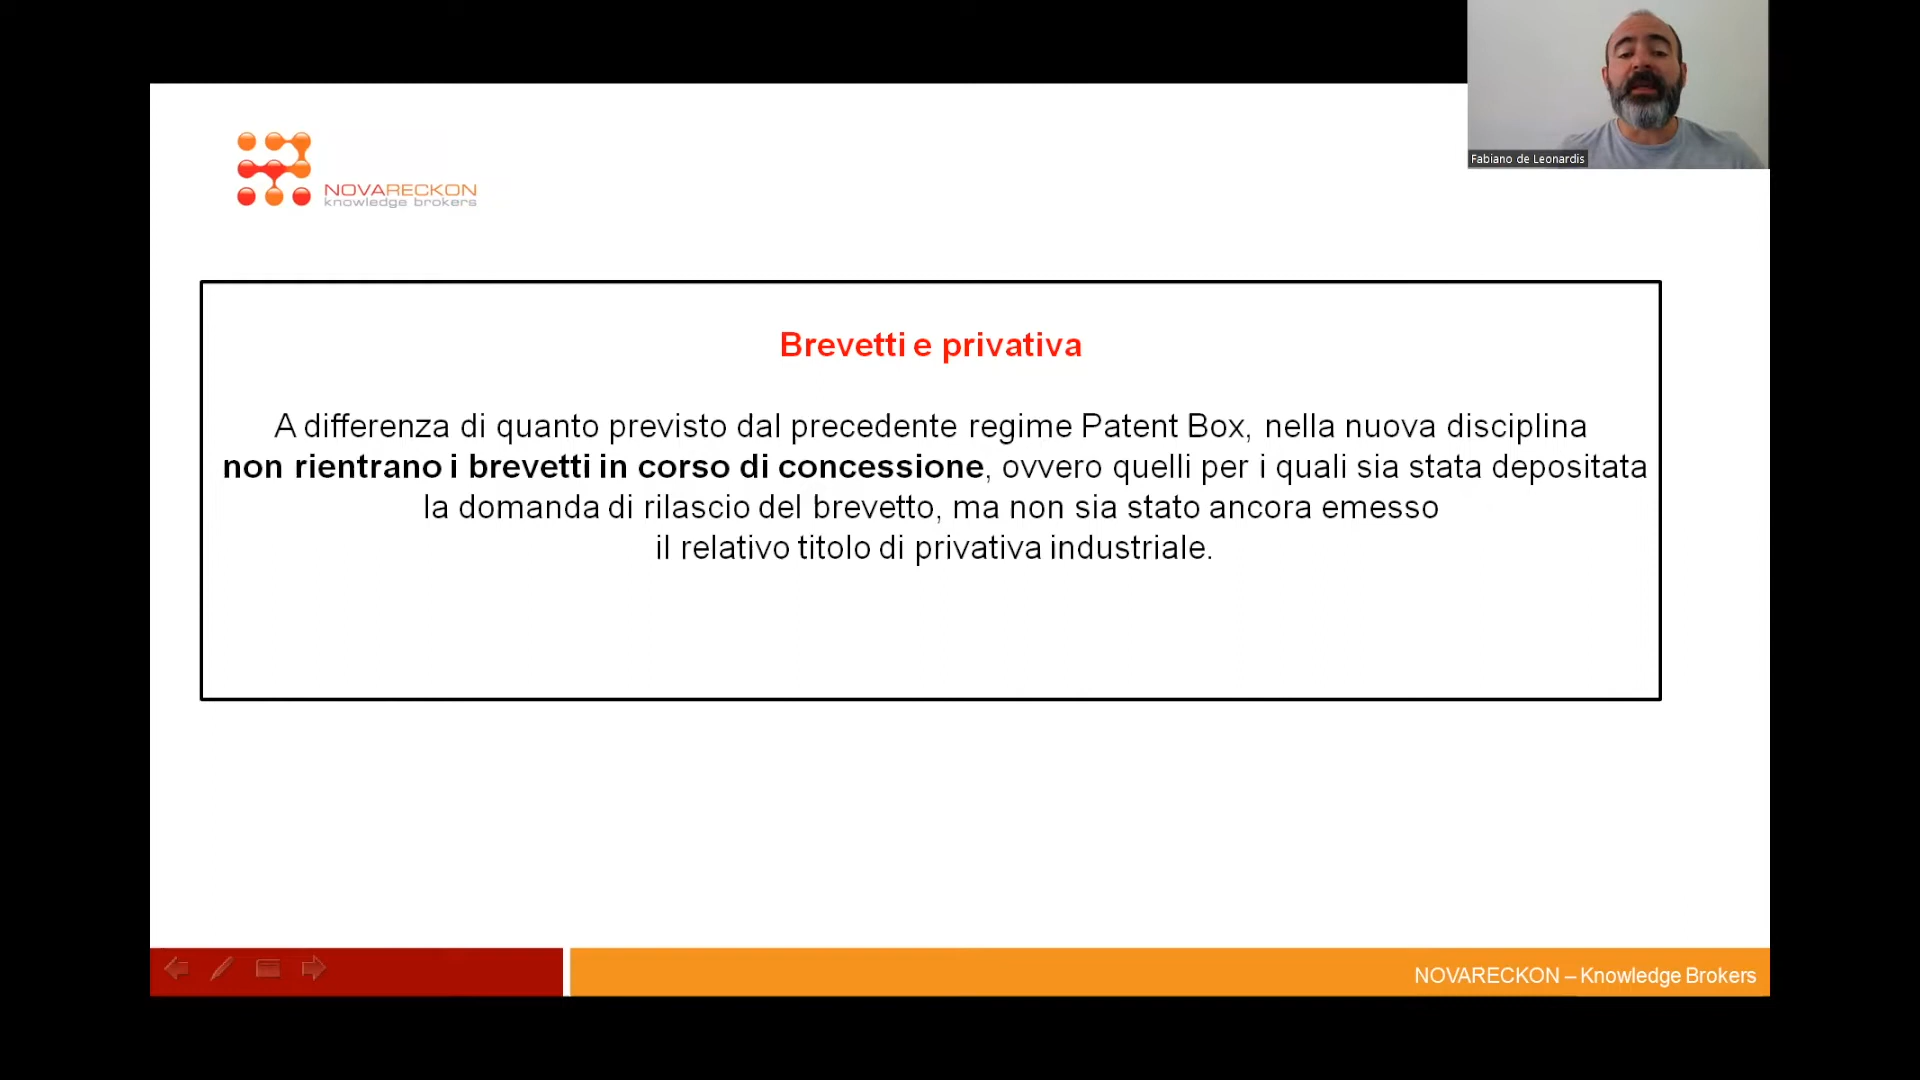 Fabiano de Leonardis
NOVARECKON
knowledge brokers
Brevetti e privativa
A differenza di quanto previsto dal precedente regime Patent Box, nella nuova disciplina
non rientrano i brevetti in corso di concessione, ovvero quelli per i quali sia stata depositata
la domanda di rilascio del brevetto, ma non sia stato ancora emesso
il relativo titolo di privativa industriale.
NOVARECKON – Knowledge Brokers